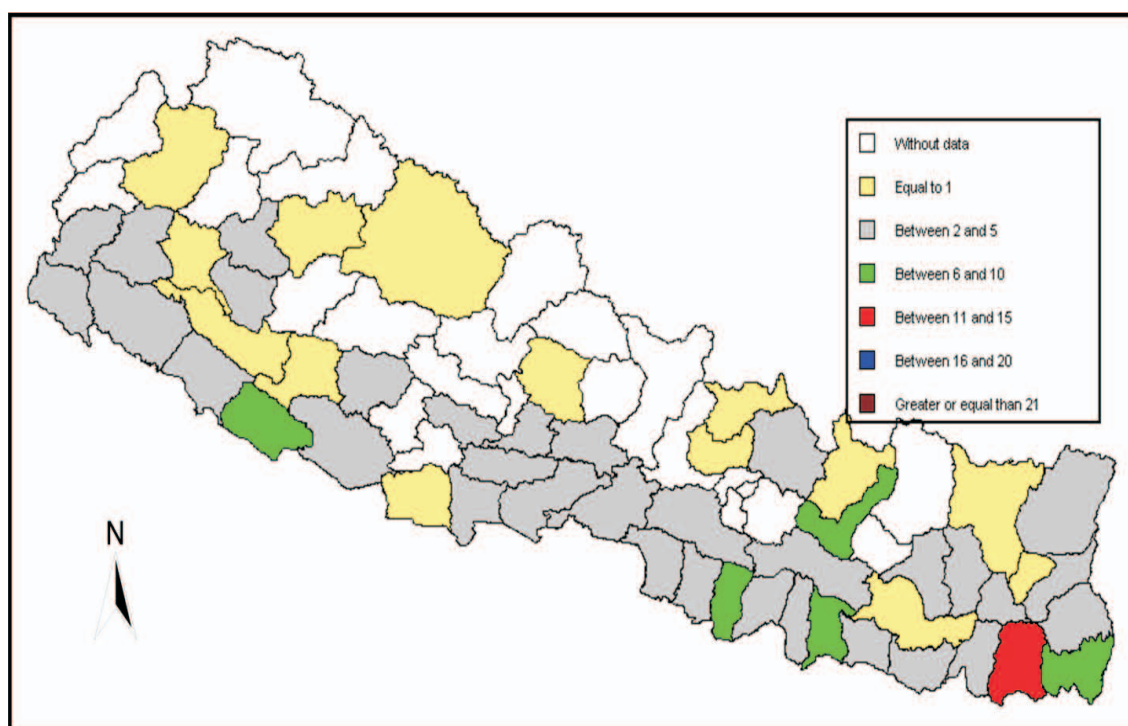 Without data
Equal to 1
Between 2 and 5
Between 6 and 10
Between 11 and 15
Between 16 and 20
Greater or equal than 21
N